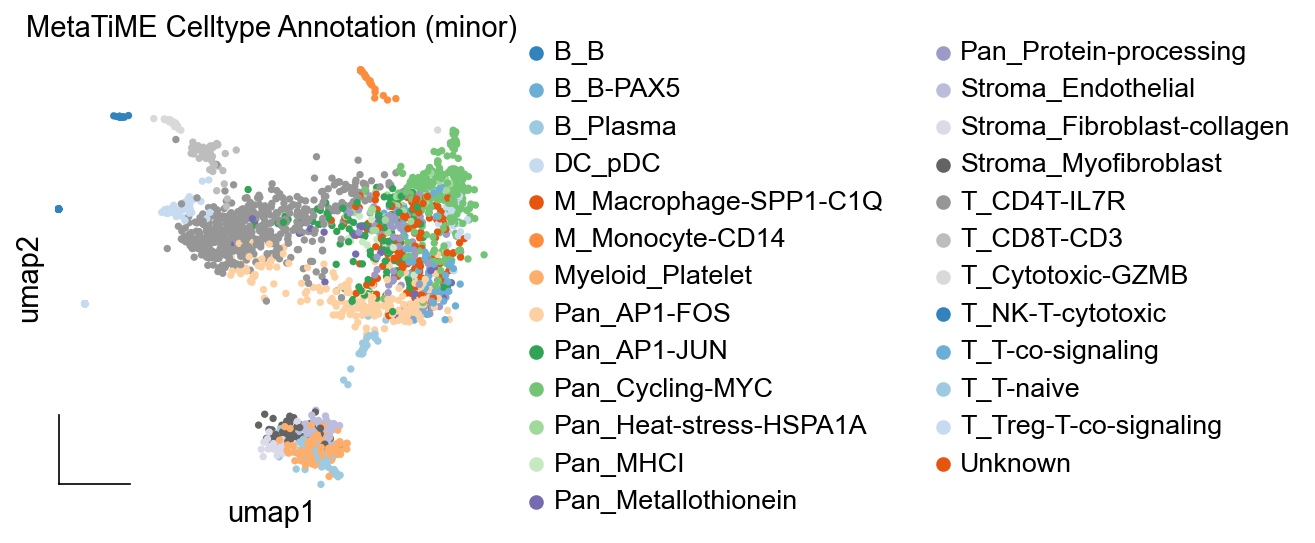 MetaTiME Celltype Annotation (minor)
umap2
umap1
B_B
B_B-PAX5
B_Plasma
DC_pDC
M_Macrophage-SPP1-C1Q
M_Monocyte-CD14
Myeloid_Platelet
Pan_AP1-FOS
Pan_AP1-JUN
Pan_Cycling-MYC
Pan_Heat-stress-HSPA1A
Pan_MHCI
Pan_Metallothionein
Pan_Protein-processing
Stroma_Endothelial
Stroma_Fibroblast-collagen
Stroma_Myofibroblast
T_CD4T-IL7R
T_CD8T-CD3
T_Cytotoxic-GZMB
T_NK-T-cytotoxic
T_T-co-signaling
T_T-naive
T_Treg-T-co-signaling
Unknown